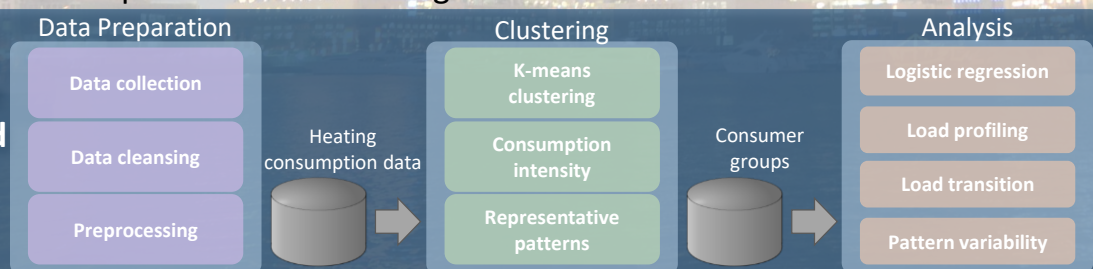 Data Preparation
Data collection
Data cleansing
Preprocessing
Heating
consumption data
Clustering
K-means
clustering
Consumption
intensity
Representative
patterns
Consumer
groups
Analysis
Logistic regression
Load profiling
Load transition
Pattern variability